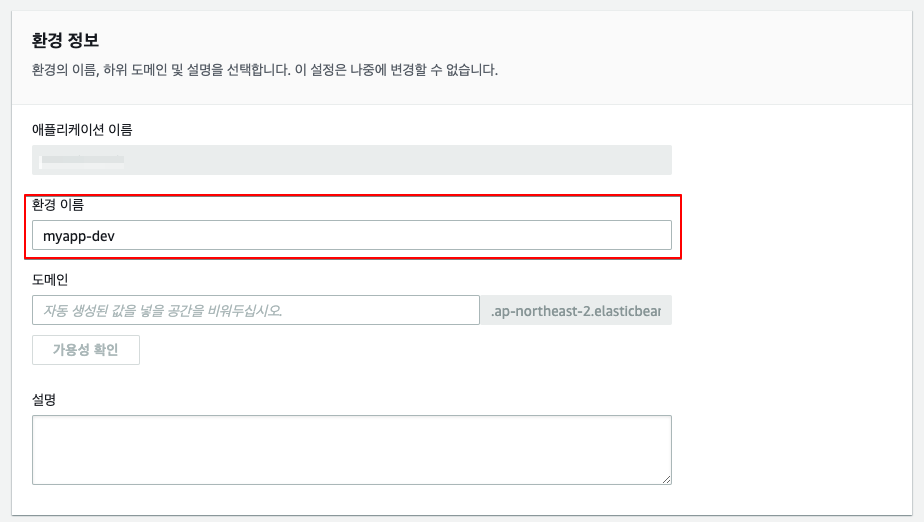 환경 정보
환경의 이름, 하위 도메인 및 설명을 선택합니다. 이 설정은 나중에 변경할 수 없습니다.
애플리케이션 이름
환경 이름
myapp-dev
도메인
자동 생성된 값을 넣을 공간을 비워두십시오.
.ap-northeast-2.elasticbear
가용성 확인
설명